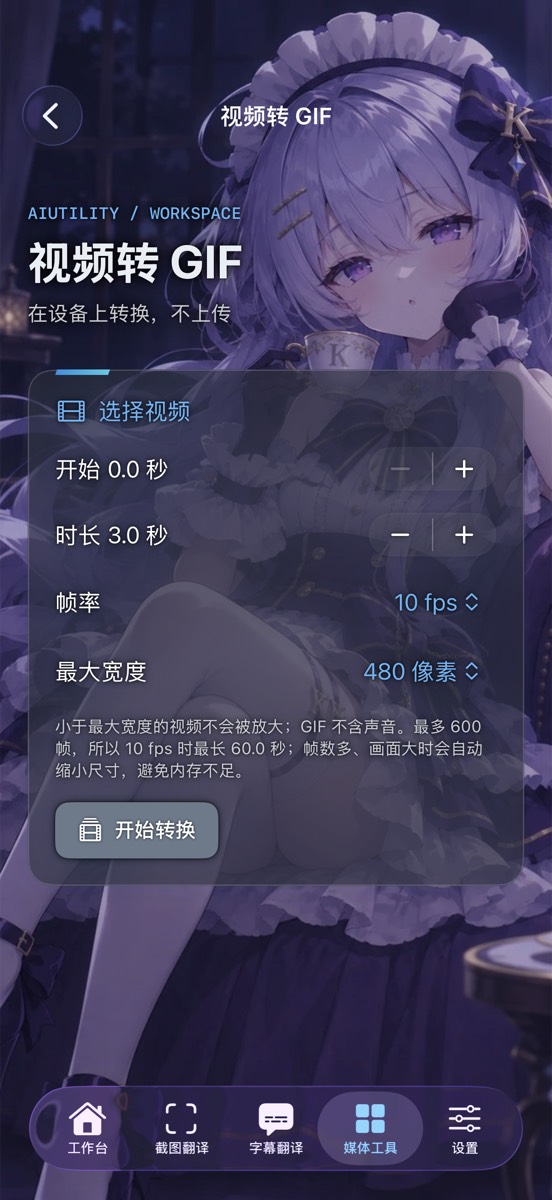 视频转 GIF
AIUTILITY / WORKSPACE
视频转 GIF
在设备上转换，不上传
K
K
选择视频
开始 0.0 秒
时长 3.0 秒
帧率
10 fps
最大宽度
480 像素
小于最大宽度的视频不会被放大；GIF 不含声音。最多 600
帧，所以 10 fps 时最长 60.0 秒；帧数多、画面大时会自动
缩小尺寸，避免内存不足。
开始转换
工作台
截图翻译
字幕翻译
媒体工具
设置